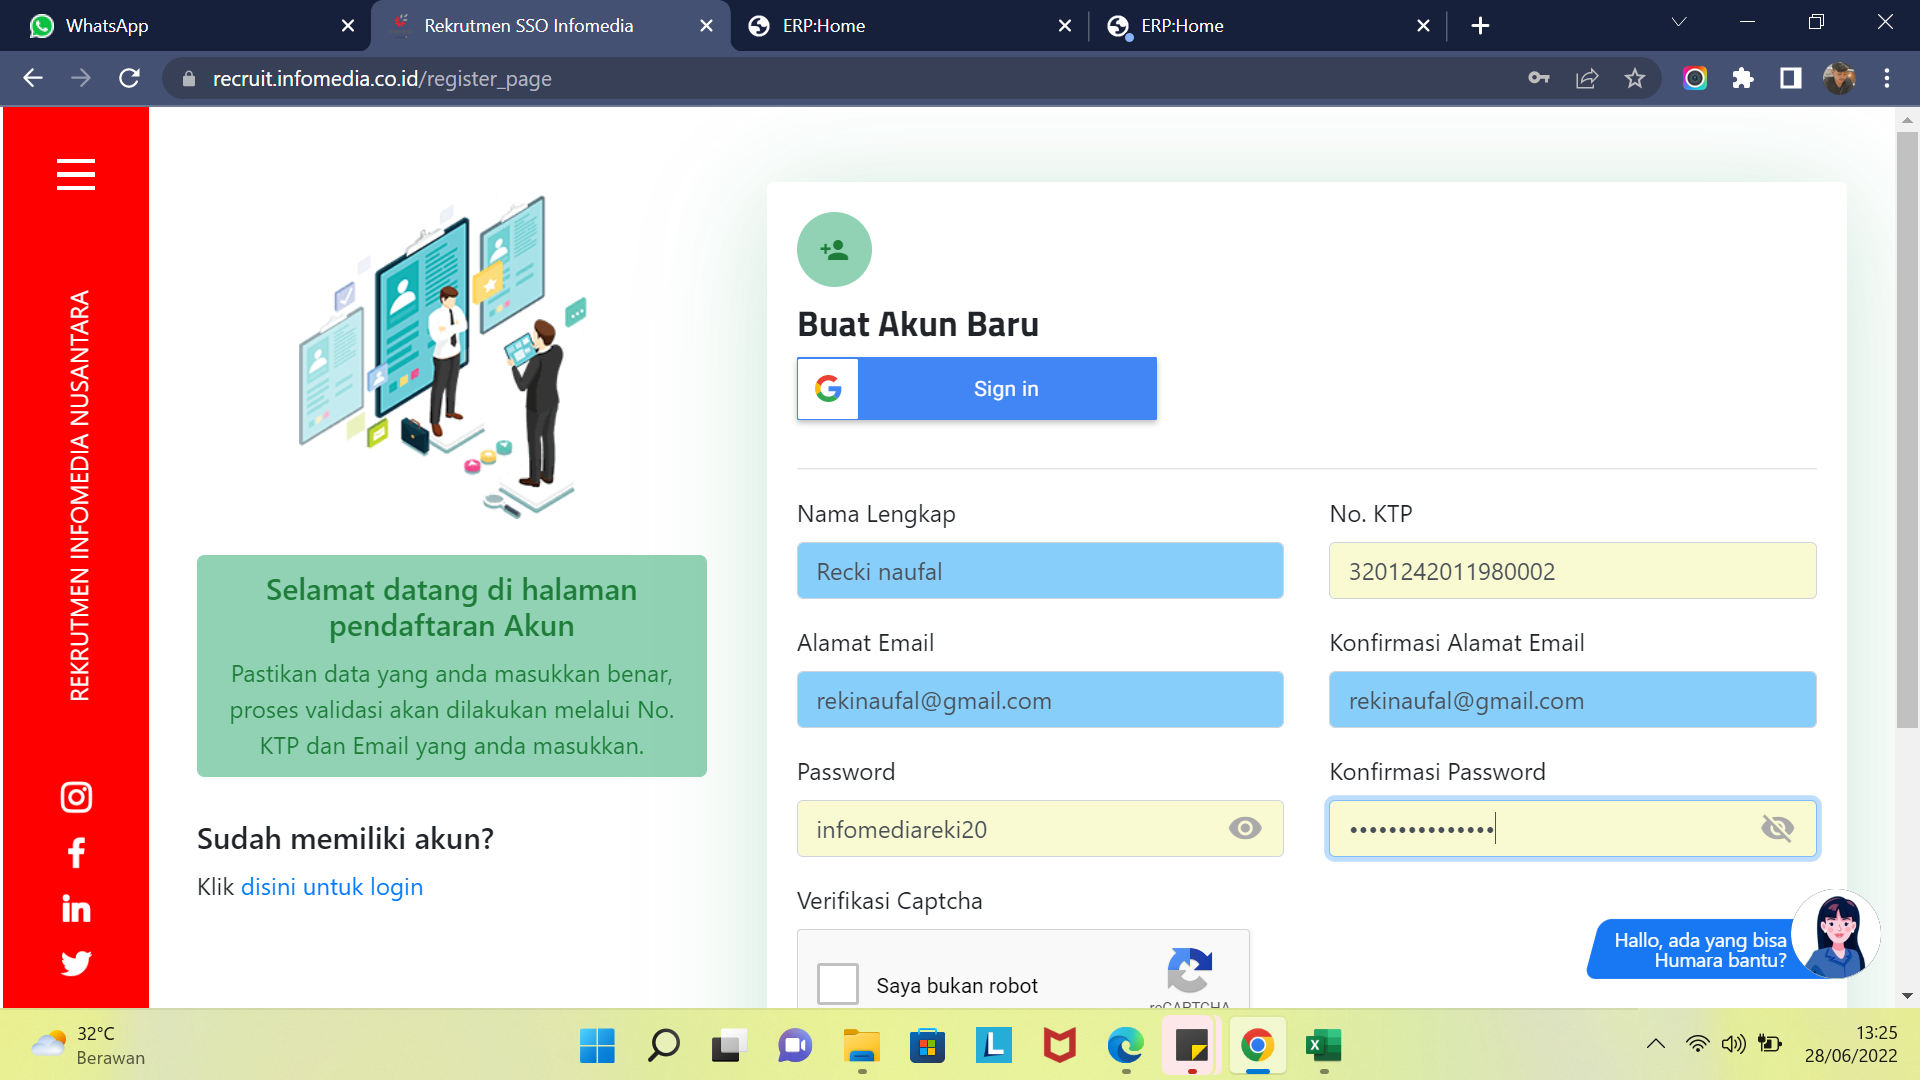 WhatsApp
Rekrutmen SSO Infomedia
ERP:Home
ERP:Home
recruit.infomedia.co.id/register_page
REKRUTMEN INFOMEDIA NUSANTARA
Selamat datang di halaman
pendaftaran Akun
Pastikan data yang anda masukkan benar,
proses validasi akan dilakukan melalui No.
KTP dan Email yang anda masukkan.
Sudah memiliki akun?
Klik disini untuk login
Buat Akun Baru
Sign in
Nama Lengkap
Recki naufal
No. KTP
3201242011980002
Alamat Email
rekinaufal@gmail.com
Konfirmasi Alamat Email
rekinaufal@gmail.com
Password
infomediareki20
Konfirmasi Password
•••••••••••••••
Verifikasi Captcha
Saya bukan robot
reCAPTCHA
Hallo, ada yang bisa
Humara bantu?
32°C
Berawan
13:25
28/06/2022